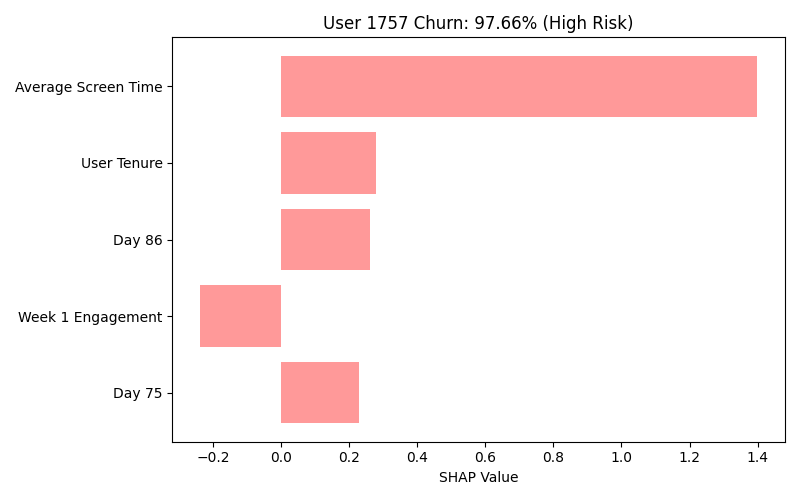 User 1757 Churn: 97.66% (High Risk)
Average Screen Time
User Tenure
Day 86
Week 1 Engagement
Day 75
−0.2 0.0 0.2 0.4 0.6 0.8 1.0 1.2 1.4
SHAP Value